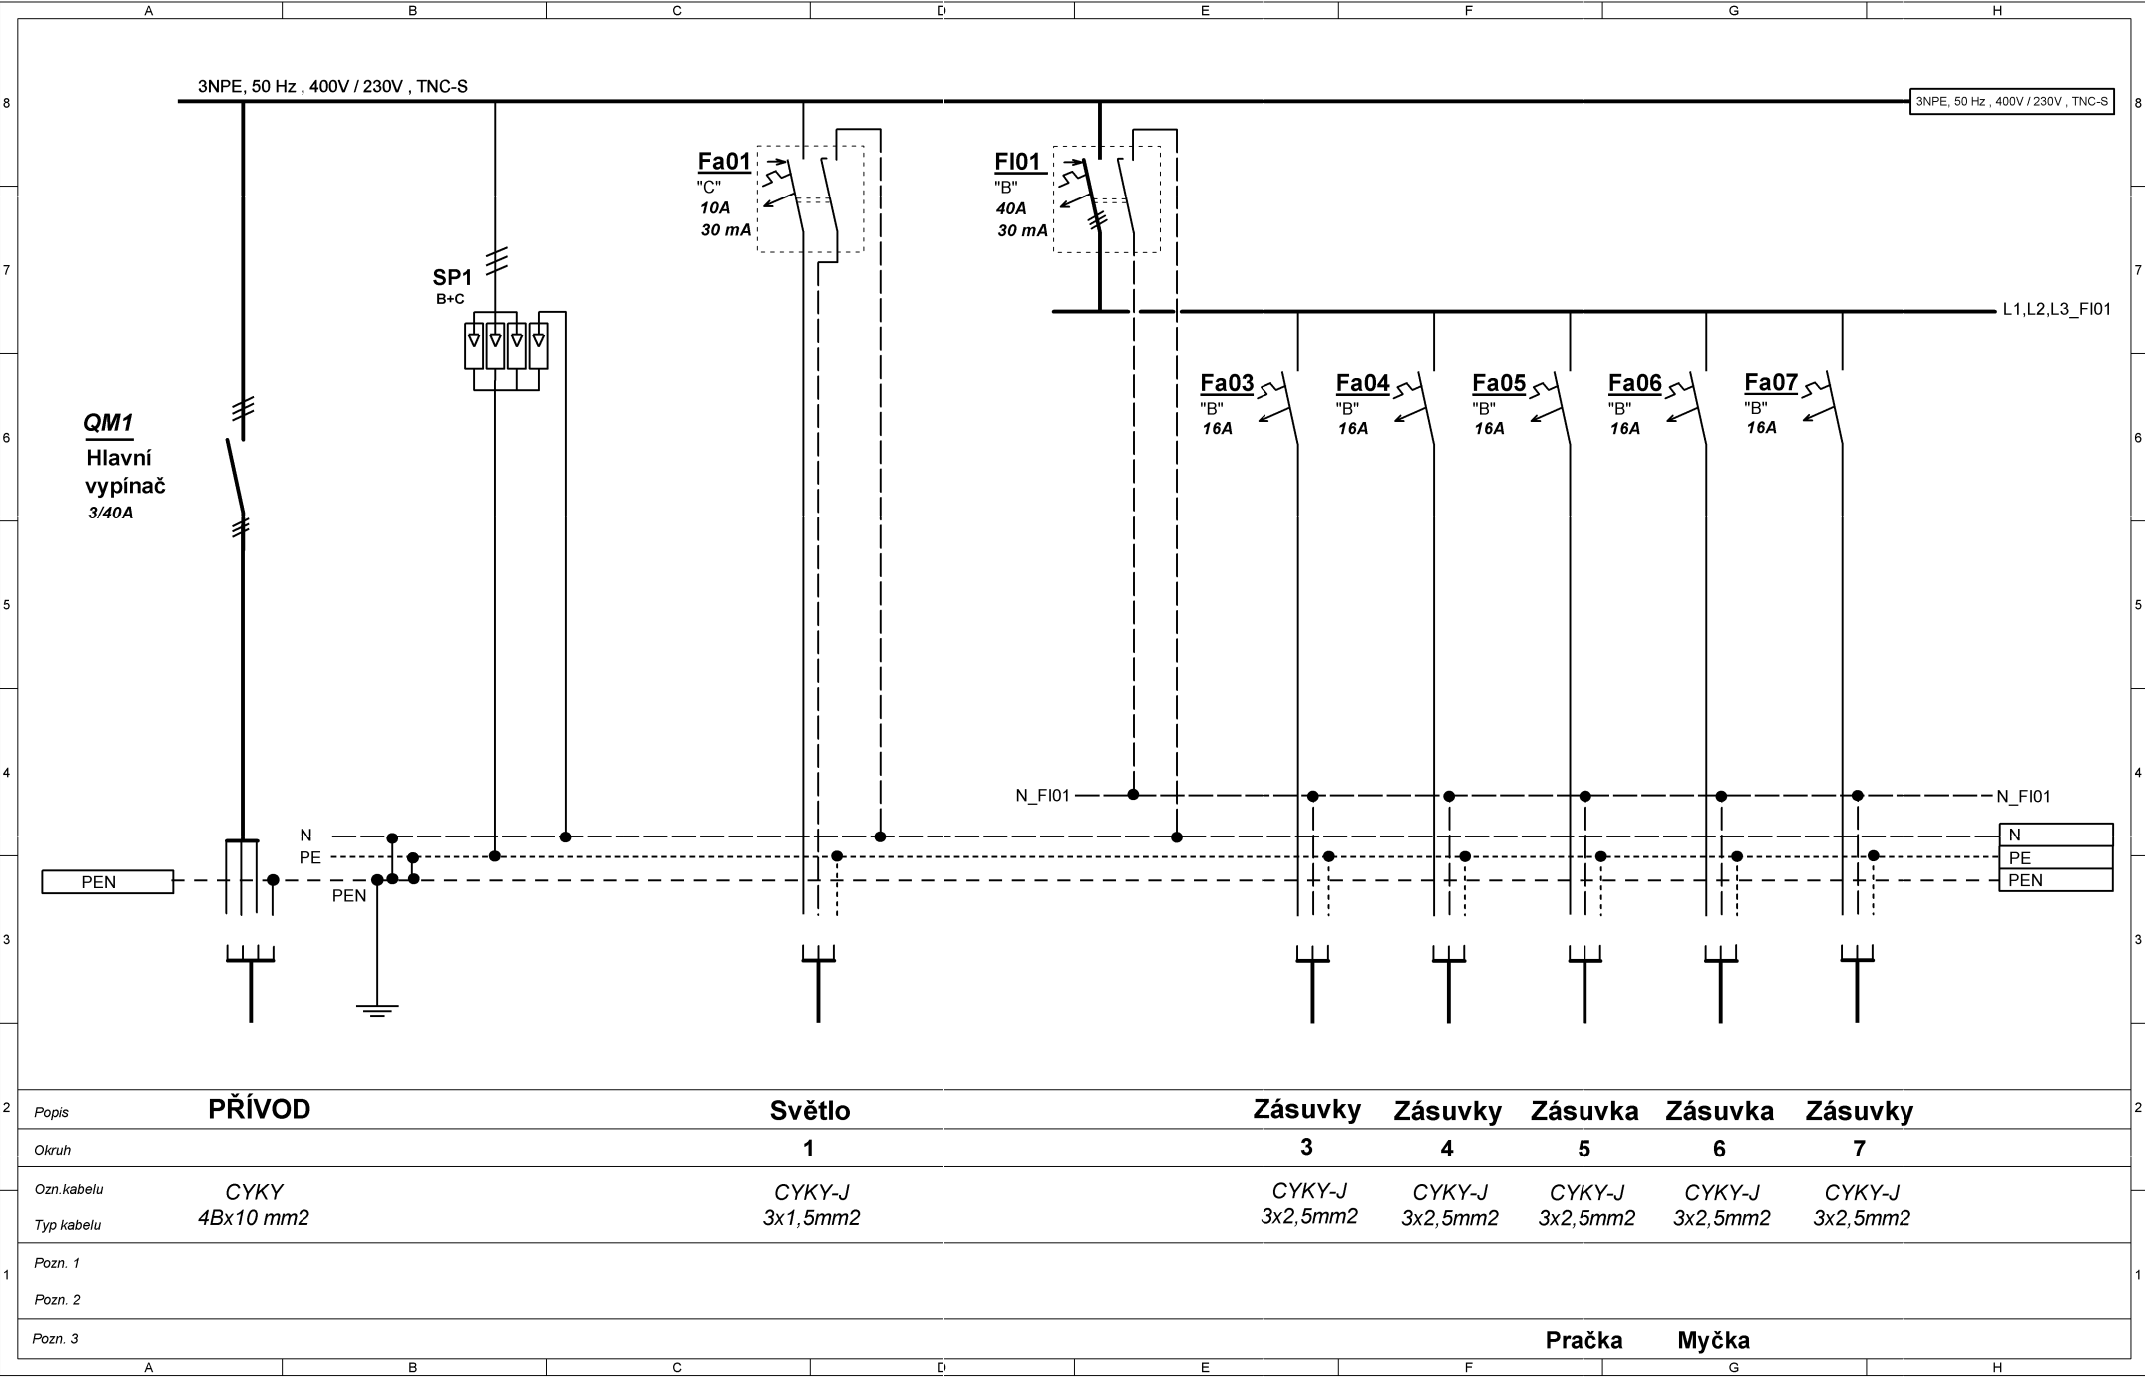 A B C D E F G H
3NPE, 50 Hz , 400V / 230V , TNC-S
8
3NPE, 50 Hz , 400V / 230V , TNC-S
8
Fa01
"C"
10A
30 mA
FI01
"B"
40A
30 mA
7
7
SP1
B+C
L1,L2,L3_FI01
Fa03
"B"
16A
Fa04
"B"
16A
Fa05
"B"
16A
Fa06
"B"
16A
Fa07
"B"
16A
6
6
QM1
Hlavní
vypínač
3/40A
5
5
4
4
N_FI01
N_FI01
N
N
PE
PE
PEN
PEN
PEN
3
3
2
2
Popis PŘÍVOD Světlo Zásuvky Zásuvky Zásuvka Zásuvka Zásuvky
Okruh 1 3 4 5 6 7
Ozn.kabelu CYKY CYKY-J CYKY-J CYKY-J CYKY-J CYKY-J CYKY-J
Typ kabelu 4Bx10 mm2 3x1,5mm2 3x2,5mm2 3x2,5mm2 3x2,5mm2 3x2,5mm2 3x2,5mm2
Pozn. 1
1
1
Pozn. 2
Pozn. 3 Pračka Myčka
A B C D E F G H